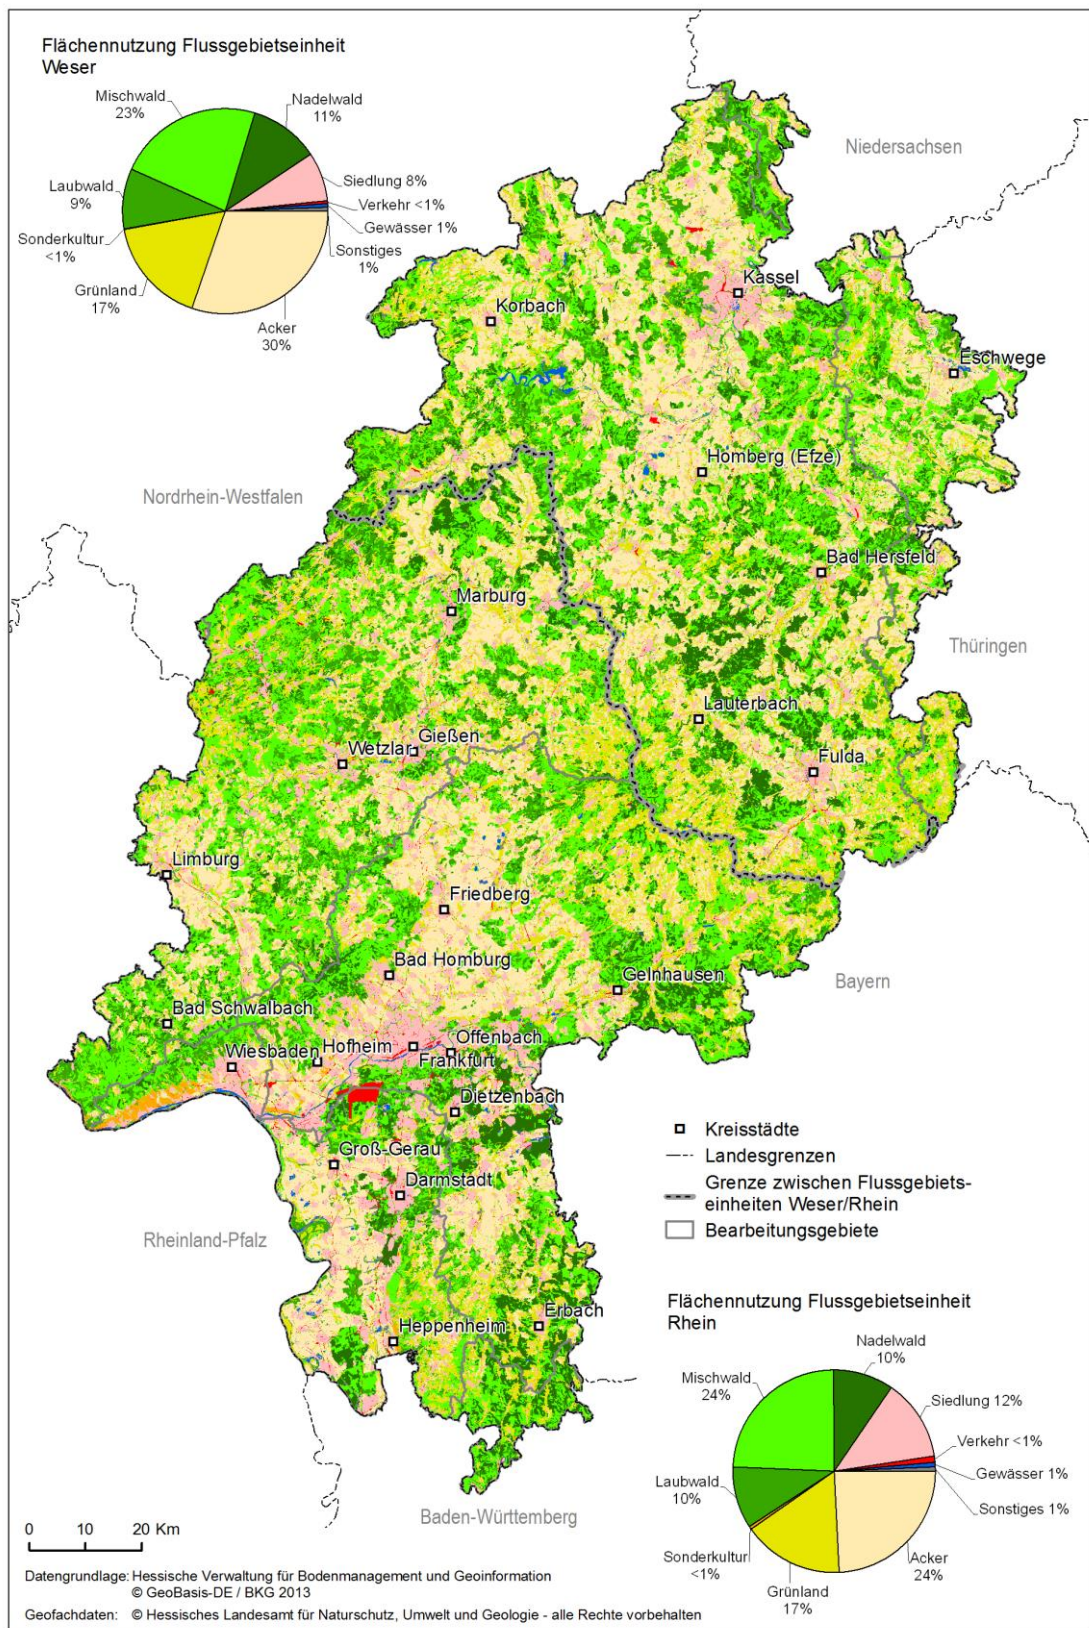 Flächennutzung Flussgebietseinheit
Weser
Mischwald
23%
Nadelwald
11%
Laubwald
9%
Siedlung 8%
Verkehr <1%
Gewässer 1%
Sonstiges
1%
Sonderkultur
<1%
Grünland
17%
Acker
30%
Niedersachsen
Kassel
Korbach
Eschwege
Homberg (Efze)
Nordrhein-Westfalen
Bad Hersfeld
Marburg
Thüringen
Lauterbach
Gießen
Wetzlar
Fulda
Limburg
Friedberg
Bad Homburg
Gelnhausen
Bayern
Bad Schwalbach
Hofheim
Offenbach
Wiesbaden
Frankfurt
Dietzenbach
Groß-Gerau
Darmstadt
Rheinland-Pfalz
Erbach
Heppenheim
Baden-Württemberg
Kreisstädte
Landesgrenzen
Grenze zwischen Flussgebiets-
einheiten Weser/Rhein
Bearbeitungsgebiete
Flächennutzung Flussgebietseinheit
Rhein
Nadelwald
10%
Mischwald
24%
Siedlung 12%
Verkehr <1%
Gewässer 1%
Sonstiges 1%
Laubwald
10%
Sonderkultur
<1%
Grünland
17%
Acker
24%
0 10 20 Km
Datengrundlage: Hessische Verwaltung für Bodenmanagement und Geoinformation
© GeoBasis-DE / BKG 2013
Geofachdaten: © Hessisches Landesamt für Naturschutz, Umwelt und Geologie - alle Rechte vorbehalten